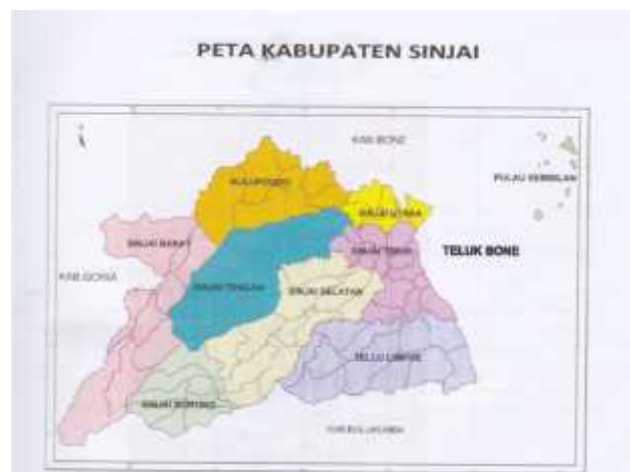 PETA KABUPATEN SINJAI
KAB BONE
PULAU SEMBILAN
BULUPODDO
SINJAI UTARA
SINJAI BARAT
SINJAI TIMUR
TELUK BONE
KAB GOWA
SINJAI TENGAH
SINJAI SELATAN
TELLU LIMPOE
SINJAI BORONG
KAB BULUKUMBA